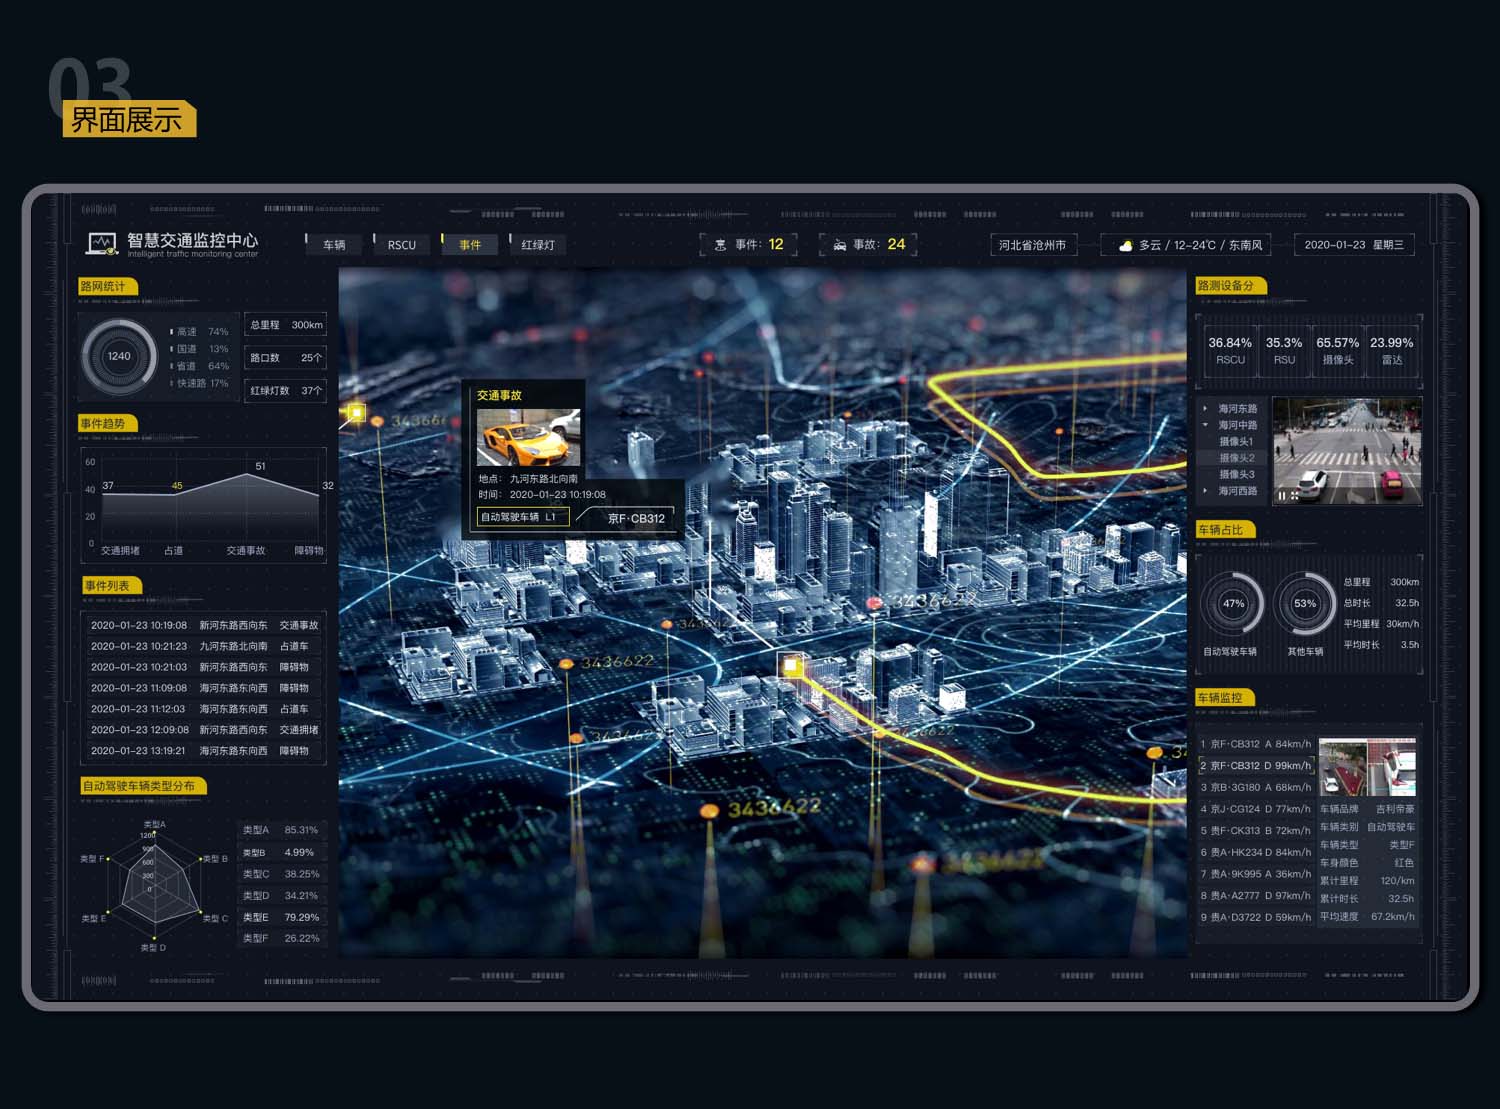 03
界面展示
智慧交通监控中心
Intelligent traffic monitoring center
车辆
RSCU
事件
红绿灯
事件: 12
事故: 24
河北省沧州市
多云 / 12-24℃ / 东南风
2020-01-23 星期三
路网统计
1240
高速 74%
国道 13%
省道 64%
快速路 17%
总里程 300km
路口数 25个
红绿灯数 37个
事件趋势
60
40
20
0
37
45
51
32
交通拥堵
占道
交通事故
障碍物
事件列表
2020-01-23 10:19:08 新河东路西向东 交通事故
2020-01-23 10:21:23 九河东路北向南 占道车
2020-01-23 10:21:03 新河东路西向东 障碍物
2020-01-23 11:09:08 海河东路东向西 障碍物
2020-01-23 11:12:03 海河东路东向西 占道车
2020-01-23 12:09:08 新河东路西向东 交通拥堵
2020-01-23 13:19:21 海河东路东向西 障碍物
自动驾驶车辆类型分布
类型A
1200
900
600
300
0
类型 B
类型 C
类型 D
类型 E
类型 F
类型A 85.31%
类型B 4.99%
类型C 38.25%
类型D 34.21%
类型E 79.29%
类型F 26.22%
交通事故
地点: 九河东路北向南
时间: 2020-01-23 10:19:08
自动驾驶车辆 L1
京F·CB312
3436622
3436622
3436622
路测设备分
36.84%
RSCU
35.3%
RSU
65.57%
摄像头
23.99%
雷达
海河东路
海河中路
摄像头1
摄像头2
摄像头3
海河西路
车辆占比
47%
自动驾驶车辆
53%
其他车辆
总里程 300km
总时长 32.5h
平均里程 30km/h
平均时长 3.5h
车辆监控
1 京F·CB312 A 84km/h
2 京F·CB312 D 99km/h
3 京B·3G180 A 68km/h
4 京J·CG124 D 77km/h
5 贵F·CK313 B 72km/h
6 贵A·HK234 D 84km/h
7 贵A·9K995 A 36km/h
8 贵A·A2777 D 97km/h
9 贵A·D3722 D 59km/h
车辆品牌 吉利帝豪
车辆类别 自动驾驶车
车辆类型 类型F
车身颜色 红色
累计里程 120/km
累计时长 32.5h
平均速度 67.2km/h